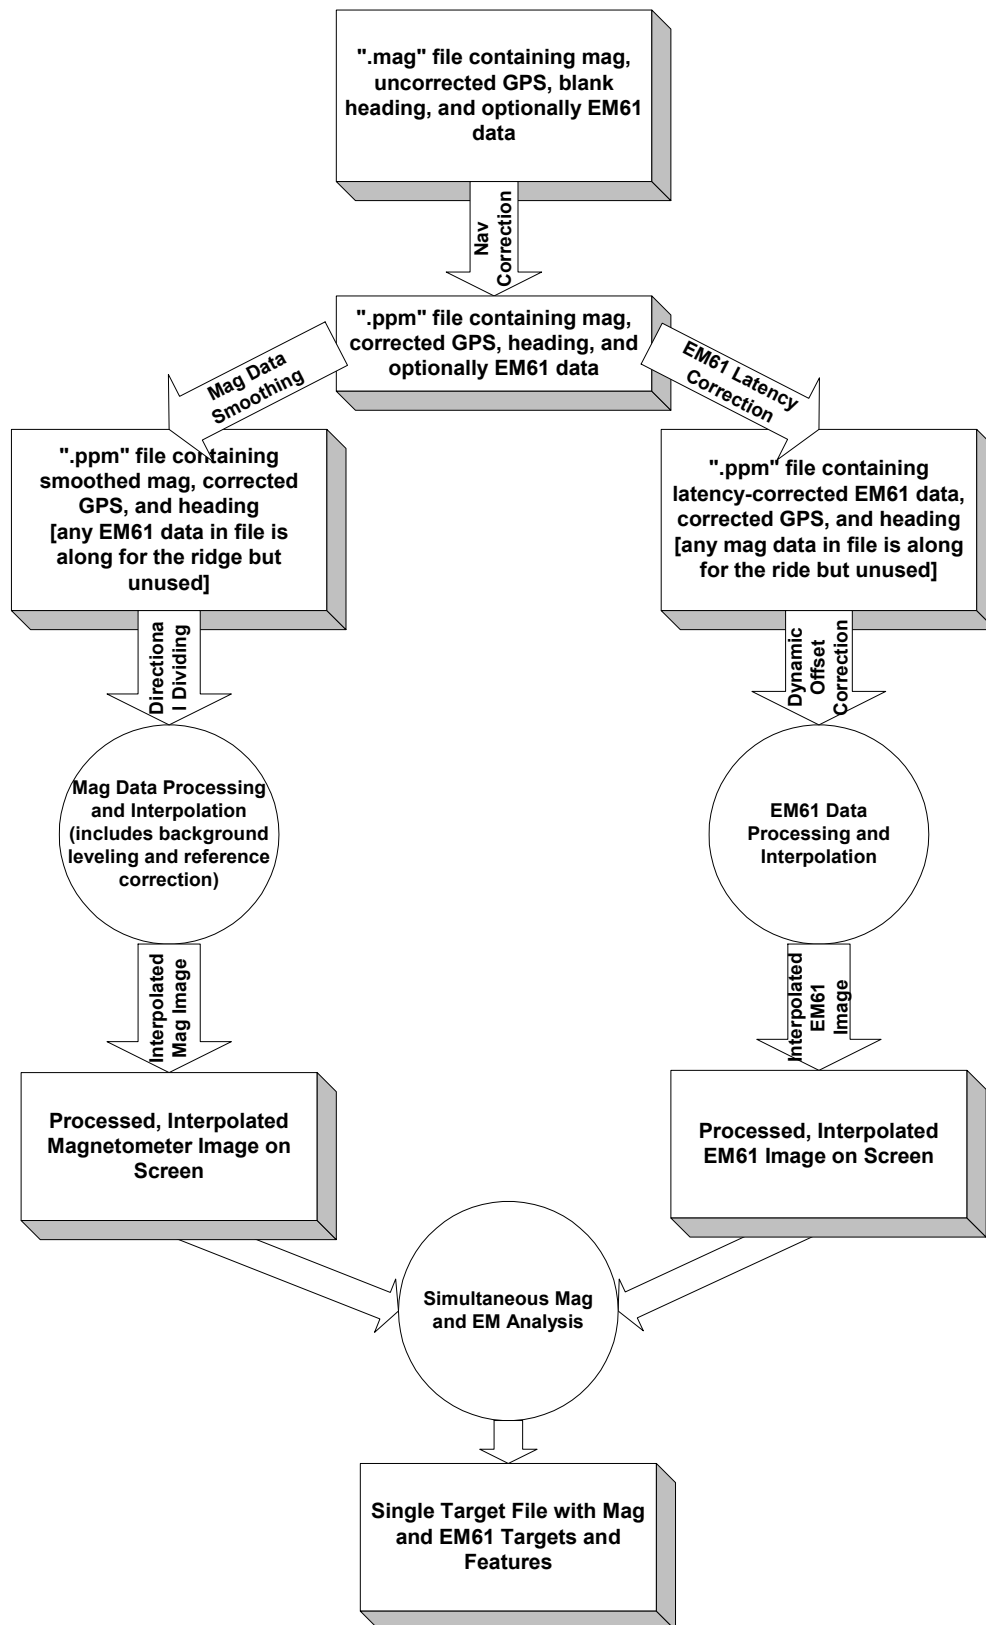 ".mag" file containing mag,
uncorrected GPS, blank
heading, and optionally EM61
data
Nav
Correction
".ppm" file containing mag,
corrected GPS, heading, and
optionally EM61 data
Mag Data
Smoothing
EM61 Latency
Correction
".ppm" file containing
smoothed mag, corrected
GPS, and heading
[any EM61 data in file is
along for the ridge but
unused]
".ppm" file containing
latency-corrected EM61 data,
corrected GPS, and heading
[any mag data in file is along
for the ride but unused]
Directiona
l Dividing
Dynamic
Offset
Correction
Mag Data Processing
and Interpolation
(includes background
leveling and reference
correction)
EM61 Data
Processing and
Interpolation
Interpolated
Mag Image
Interpolated
EM61
Image
Processed, Interpolated
Magnetometer Image on
Screen
Processed, Interpolated
EM61 Image on Screen
Simultaneous Mag
and EM Analysis
Single Target File with Mag
and EM61 Targets and
Features